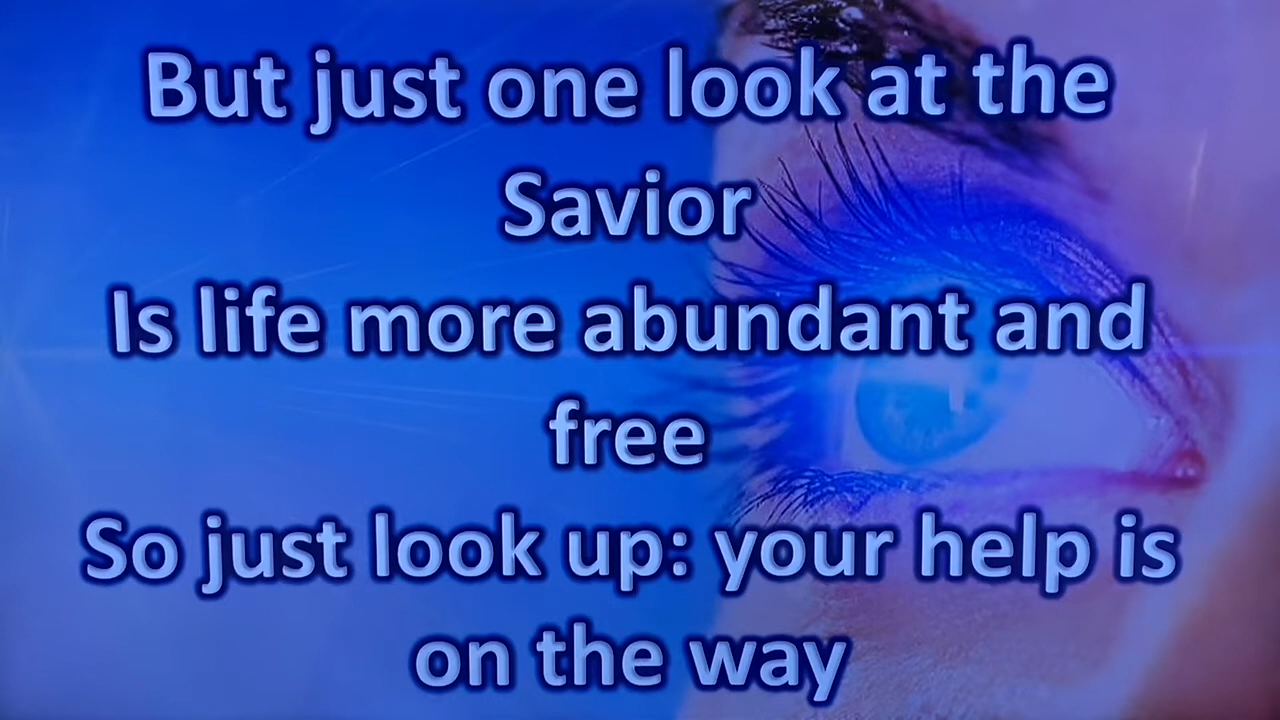 But just one look at the
Savior
Is life more abundant and
free
So just look up: your help is
on the way